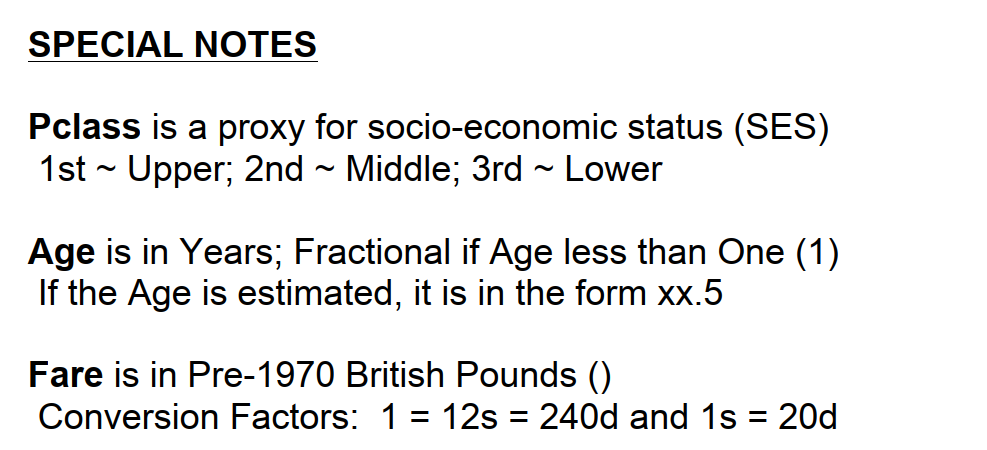 SPECIAL NOTES
Pclass is a proxy for socio-economic status (SES)
1st ~ Upper; 2nd ~ Middle; 3rd ~ Lower
Age is in Years; Fractional if Age less than One (1)
If the Age is estimated, it is in the form xx.5
Fare is in Pre-1970 British Pounds ()
Conversion Factors:  1 = 12s = 240d and 1s = 20d